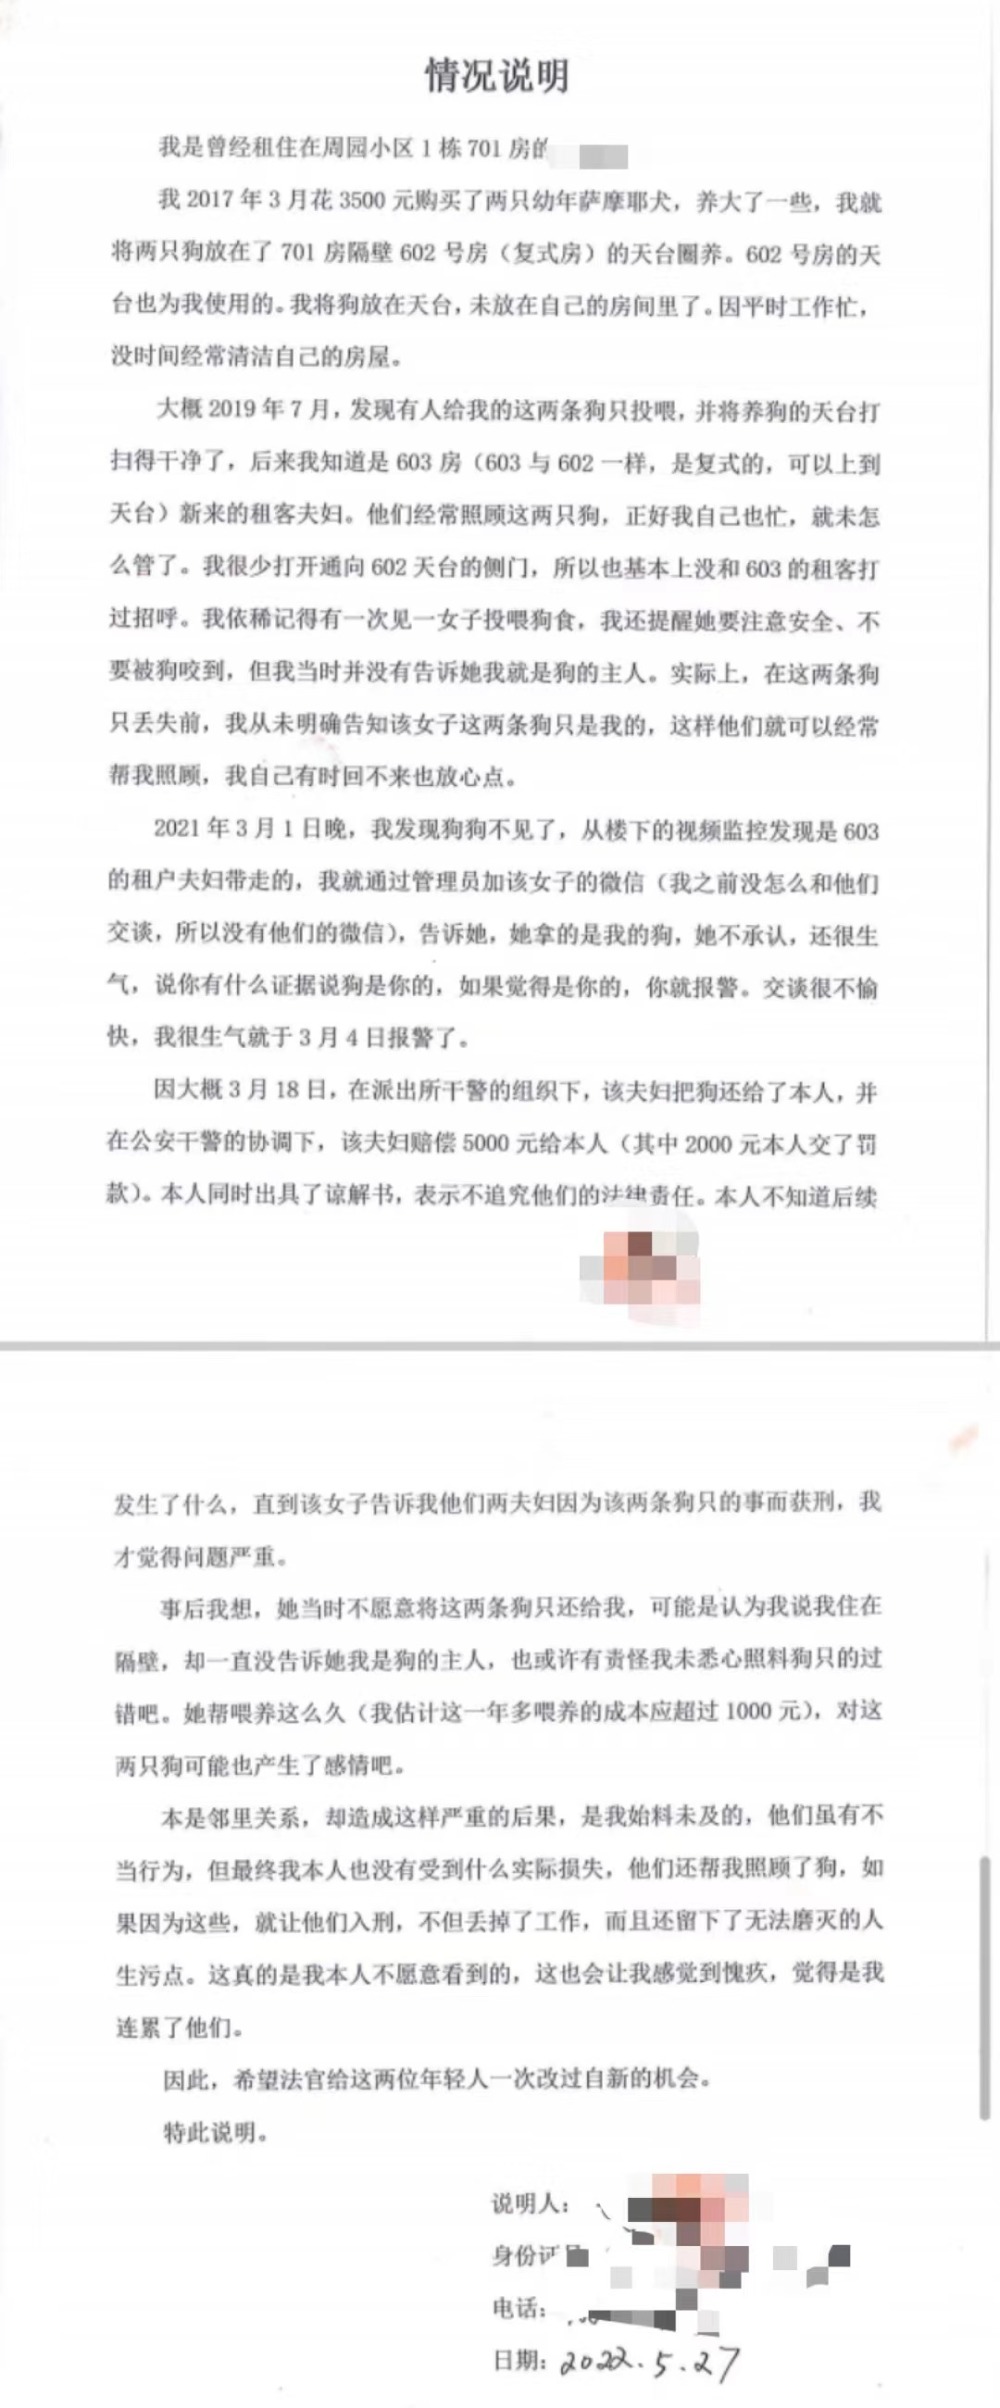 情况说明
我是曾经租住在周园小区 1 栋 701 房的
我 2017 年 3 月花 3500 元购买了两只幼年萨摩耶犬，养大了一些，我就
将两只狗放在了 701 房隔壁 602 号房（复式房）的天台圈养。602 号房的天
台也为我使用的。我将狗放在天台，未放在自己的房间里了。因平时工作忙，
没时间经常清洁自己的房屋。
大概 2019 年 7 月，发现有人给我的这两条狗只投喂，并将养狗的天台打
扫得干净了，后来我知道是 603 房（603 与 602 一样，是复式的，可以上到
天台）新来的租客夫妇。他们经常照顾这两只狗，正好我自己也忙，就未怎
么管了。我很少打开通向 602 天台的侧门，所以也基本上没和 603 的租客打
过招呼。我依稀记得有一次见一女子投喂狗食，我还提醒她要注意安全、不
要被狗咬到，但我当时并没有告诉她我就是狗的主人。实际上，在这两条狗
只丢失前，我从未明确告知该女子这两条狗只是我的，这样他们就可以经常
帮我照顾，我自己有时回不来也放心点。
2021 年 3 月 1 日晚，我发现狗狗不见了，从楼下的视频监控发现是 603
的租户夫妇带走的，我就通过管理员加该女子的微信（我之前没怎么和他们
交谈，所以没有他们的微信），告诉她，她拿的是我的狗，她不承认，还很生
气，说你有什么证据说狗是你的，如果觉得是你的，你就报警。交谈很不愉
快，我很生气就于 3 月 4 日报警了。
因大概 3 月 18 日，在派出所干警的组织下，该夫妇把狗还给了本人，并
在公安干警的协调下，该夫妇赔偿 5000 元给本人（其中 2000 元本人交了罚
款）。本人同时出具了谅解书，表示不追究他们的法律责任。本人不知道后续
发生了什么，直到该女子告诉我他们两夫妇因为该两条狗只的事而获刑，我
才觉得问题严重。
事后我想，她当时不愿意将这两条狗只还给我，可能是认为我说我住在
隔壁，却一直没告诉她我是狗的主人，也或许有责怪我未悉心照料狗只的过
错吧。她帮喂养这么久（我估计这一年多喂养的成本应超过 1000 元），对这
两只狗可能也产生了感情吧。
本是邻里关系，却造成这样严重的后果，是我始料未及的，他们虽有不
当行为，但最终我本人也没有受到什么实际损失，他们还帮我照顾了狗，如
果因为这些，就让他们入刑，不但丢掉了工作，而且还留下了无法磨灭的人
生污点。这真的是我本人不愿意看到的，这也会让我感觉到愧疚，觉得是我
连累了他们。
因此，希望法官给这两位年轻人一次改过自新的机会。
特此说明。
说明人：
身份证号
电话：
日期：2022.5.27